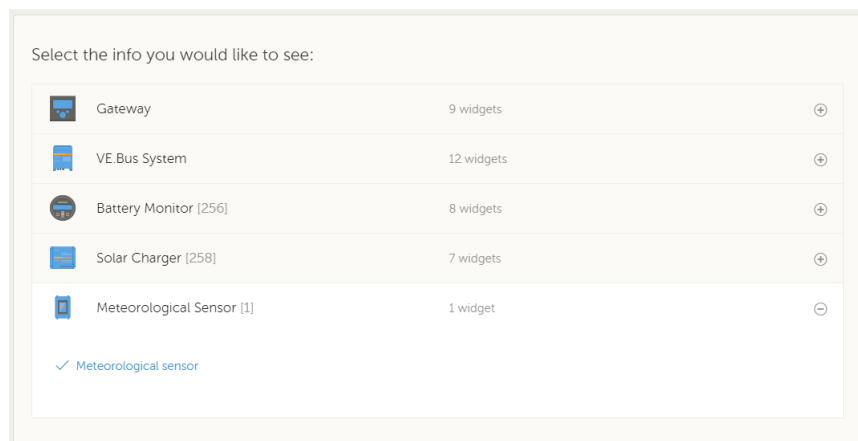 Select the info you would like to see:
Gateway 9 widgets
VE.Bus System 12 widgets
Battery Monitor [256] 8 widgets
Solar Charger [258] 7 widgets
Meteorological Sensor [1] 1 widget
Meteorological sensor